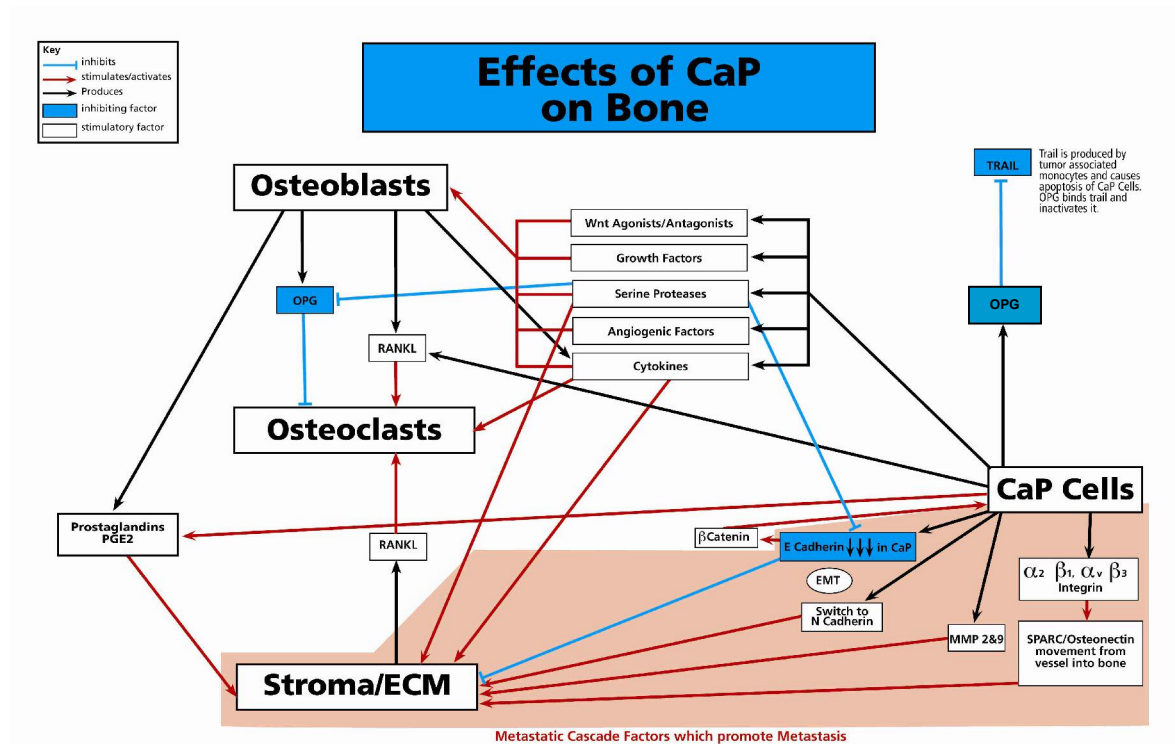 Key
inhibits
stimulates/activates
Produces
inhibiting factor
stimulatory factor
Effects of CaP
on Bone
TRAIL
Trail is produced by
tumor associated
monocytes and causes
apoptosis of CaP Cells.
OPG binds trail and
inactivates it.
Osteoblasts
Wnt Agonists/Antagonists
Growth Factors
Serine Proteases
Angiogenic Factors
Cytokines
OPG
OPG
RANKL
Osteoclasts
CaP Cells
Prostaglandins
PGE2
RANKL
βCatenin
E Cadherin ↓↓↓ in CaP
EMT
Switch to
N Cadherin
MMP 2&9
α2 β1, αv β3
Integrin
SPARC/Osteonectin
movement from
vessel into bone
Stroma/ECM
Metastatic Cascade Factors which promote Metastasis